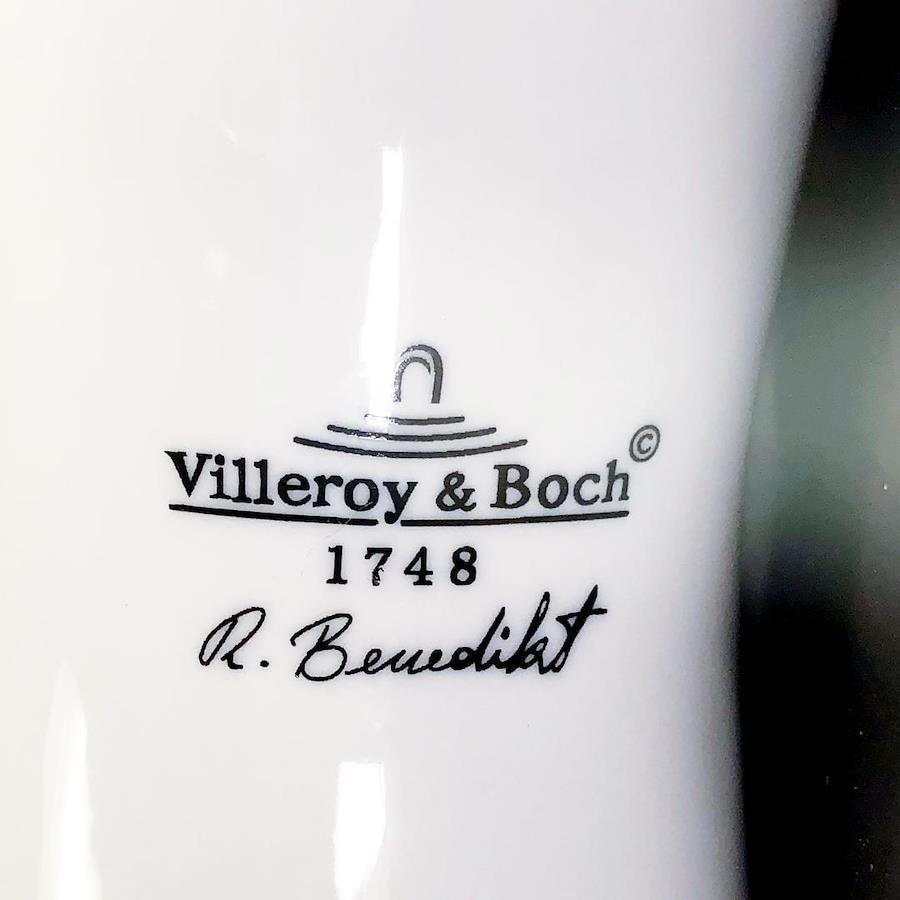 Villeroy & Boch ©
1748
R. Benedikt